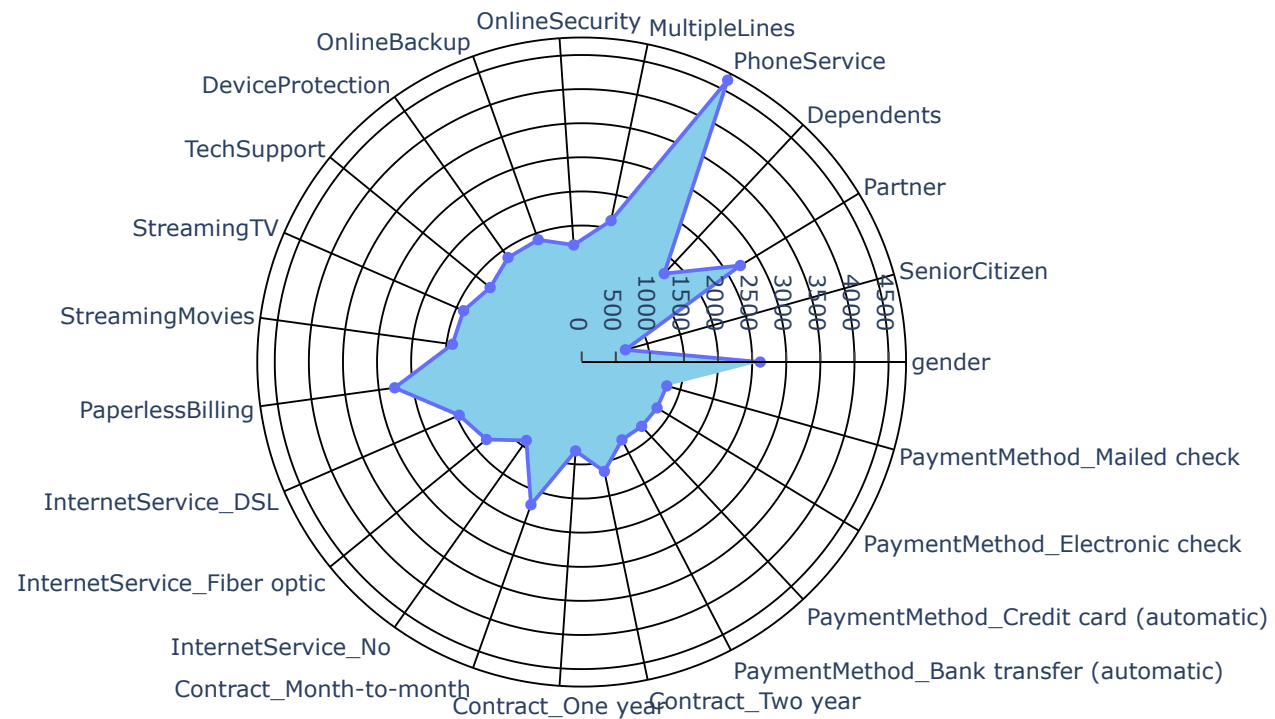 OnlineSecurity
MultipleLines
OnlineBackup
PhoneService
DeviceProtection
Dependents
TechSupport
Partner
StreamingTV
SeniorCitizen
0
500
1000
1500
2000
2500
3000
3500
4000
4500
StreamingMovies
gender
PaperlessBilling
PaymentMethod_Mailed check
InternetService_DSL
PaymentMethod_Electronic check
InternetService_Fiber optic
PaymentMethod_Credit card (automatic)
InternetService_No
PaymentMethod_Bank transfer (automatic)
Contract_Month-to-month
Contract_One year
Contract_Two year